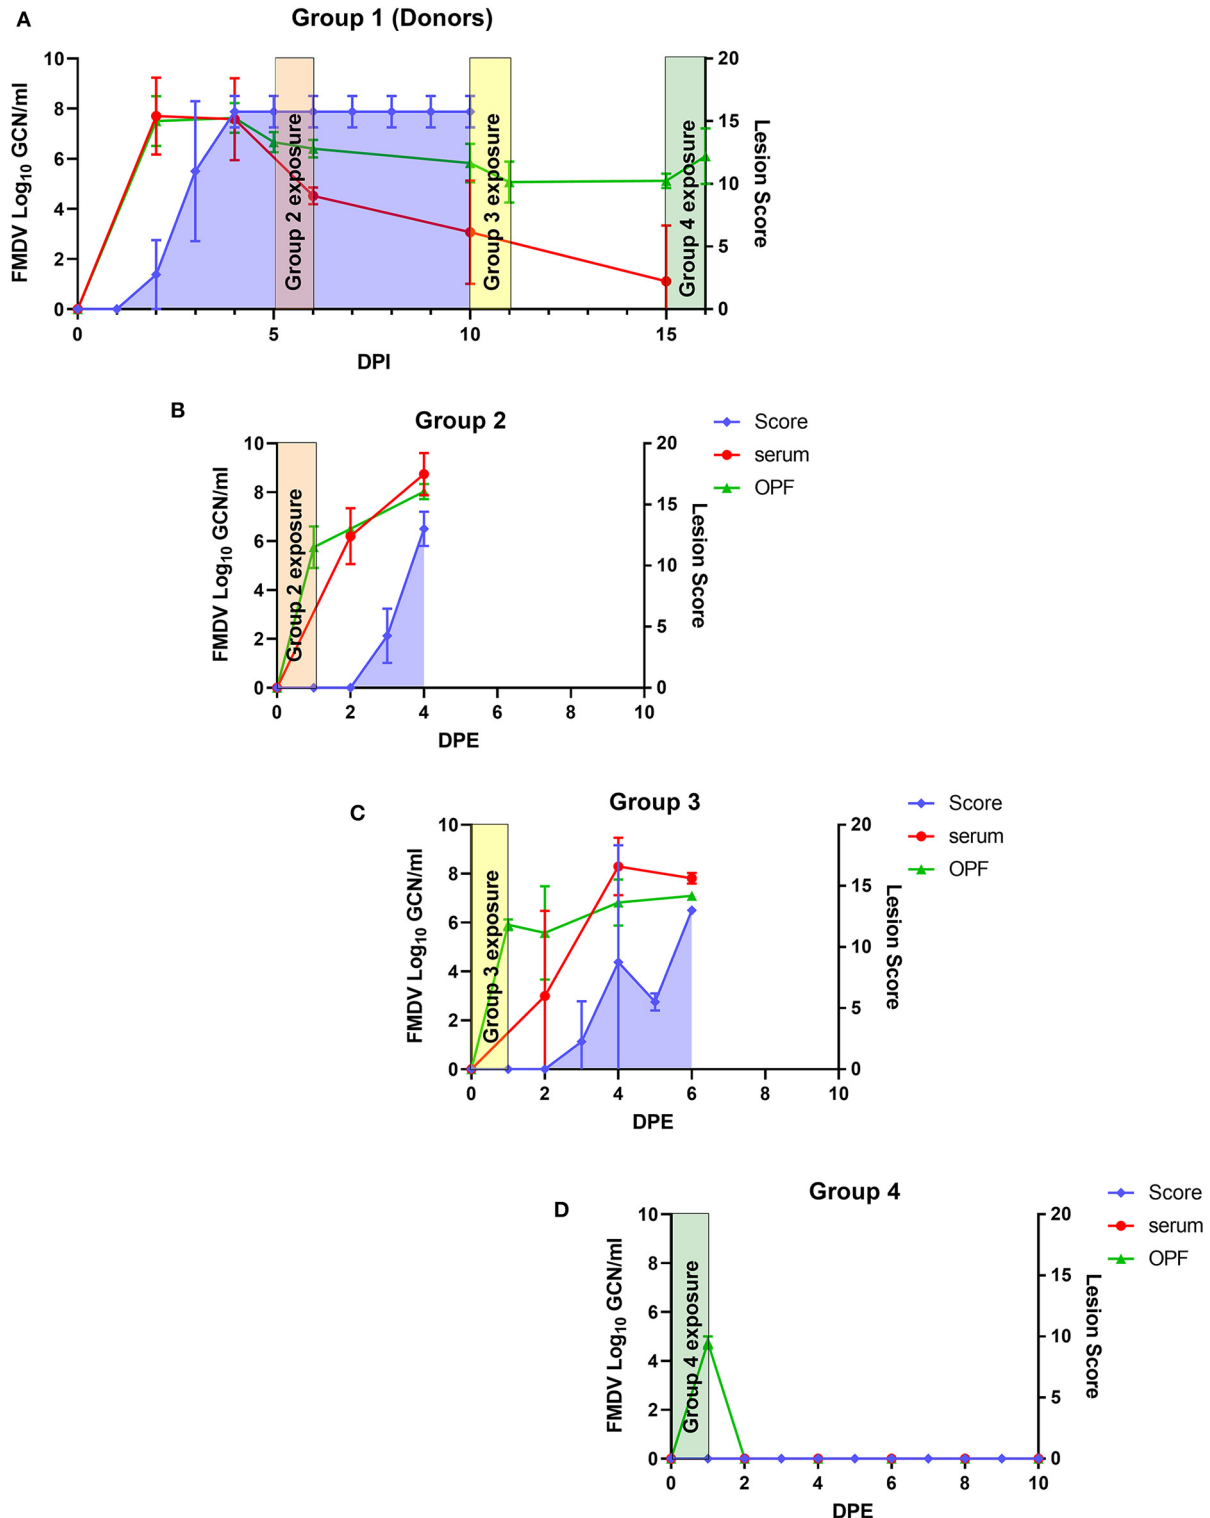 A
Group 1 (Donors)
10
8
6
4
2
0
FMDV Log10 GCN/ml
20
15
10
5
0
Lesion Score
Group 2 exposure
Group 3 exposure
Group 4 exposure
0
5
10
15
DPI
B
Group 2
10
8
6
4
2
0
FMDV Log10 GCN/ml
20
15
10
5
0
Lesion Score
Group 2 exposure
0
2
4
6
8
10
DPE
Score
serum
OPF
C
Group 3
10
8
6
4
2
0
FMDV Log10 GCN/ml
20
15
10
5
0
Lesion Score
Group 3 exposure
0
2
4
6
8
10
DPE
Score
serum
OPF
D
Group 4
10
8
6
4
2
0
FMDV Log10 GCN/ml
20
15
10
5
0
Lesion Score
Group 4 exposure
0
2
4
6
8
10
DPE
Score
serum
OPF